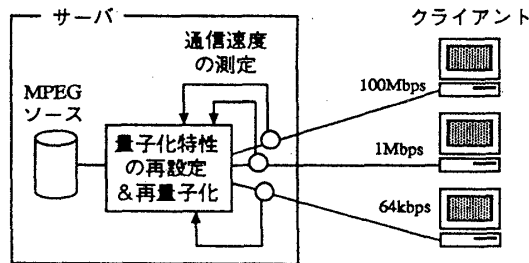 サーバ
クライアント
通信速度
の測定
MPEG
ソース
量子化特性
の再設定
&再量子化
100Mbps
1Mbps
64kbps